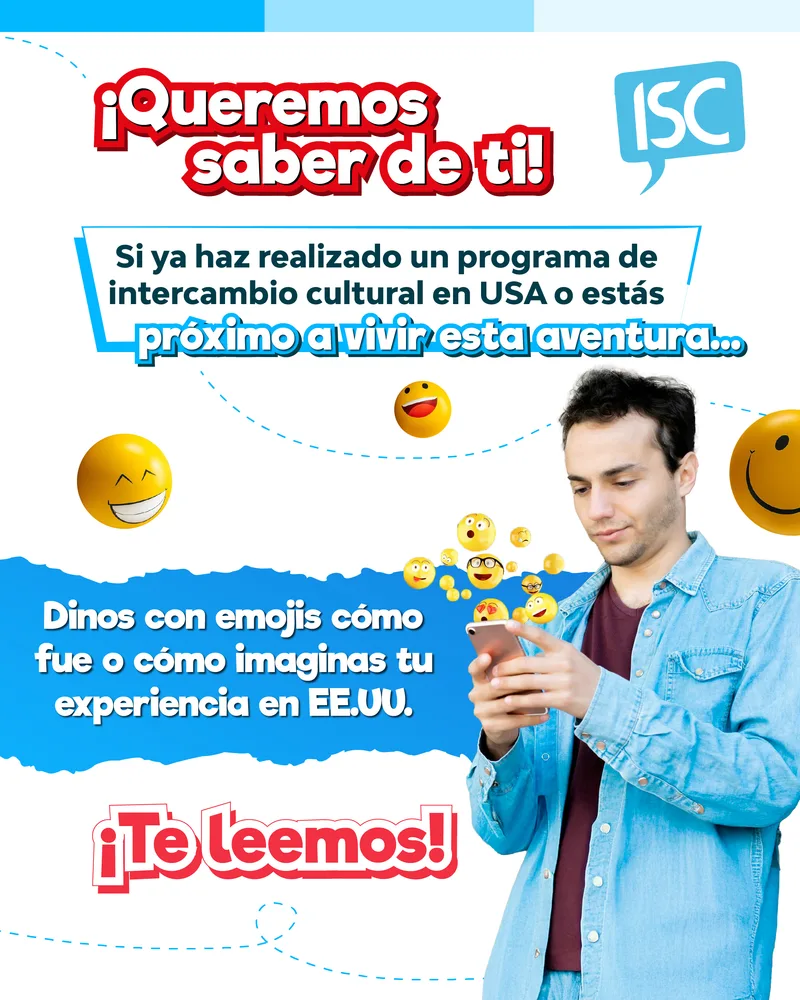 ¡Queremos
saber de ti!
ISC
Si ya haz realizado un programa de
intercambio cultural en USA o estás
próximo a vivir esta aventura...
Dinos con emojis cómo
fue o cómo imaginas tu
experiencia en EE.UU.
¡Te leemos!